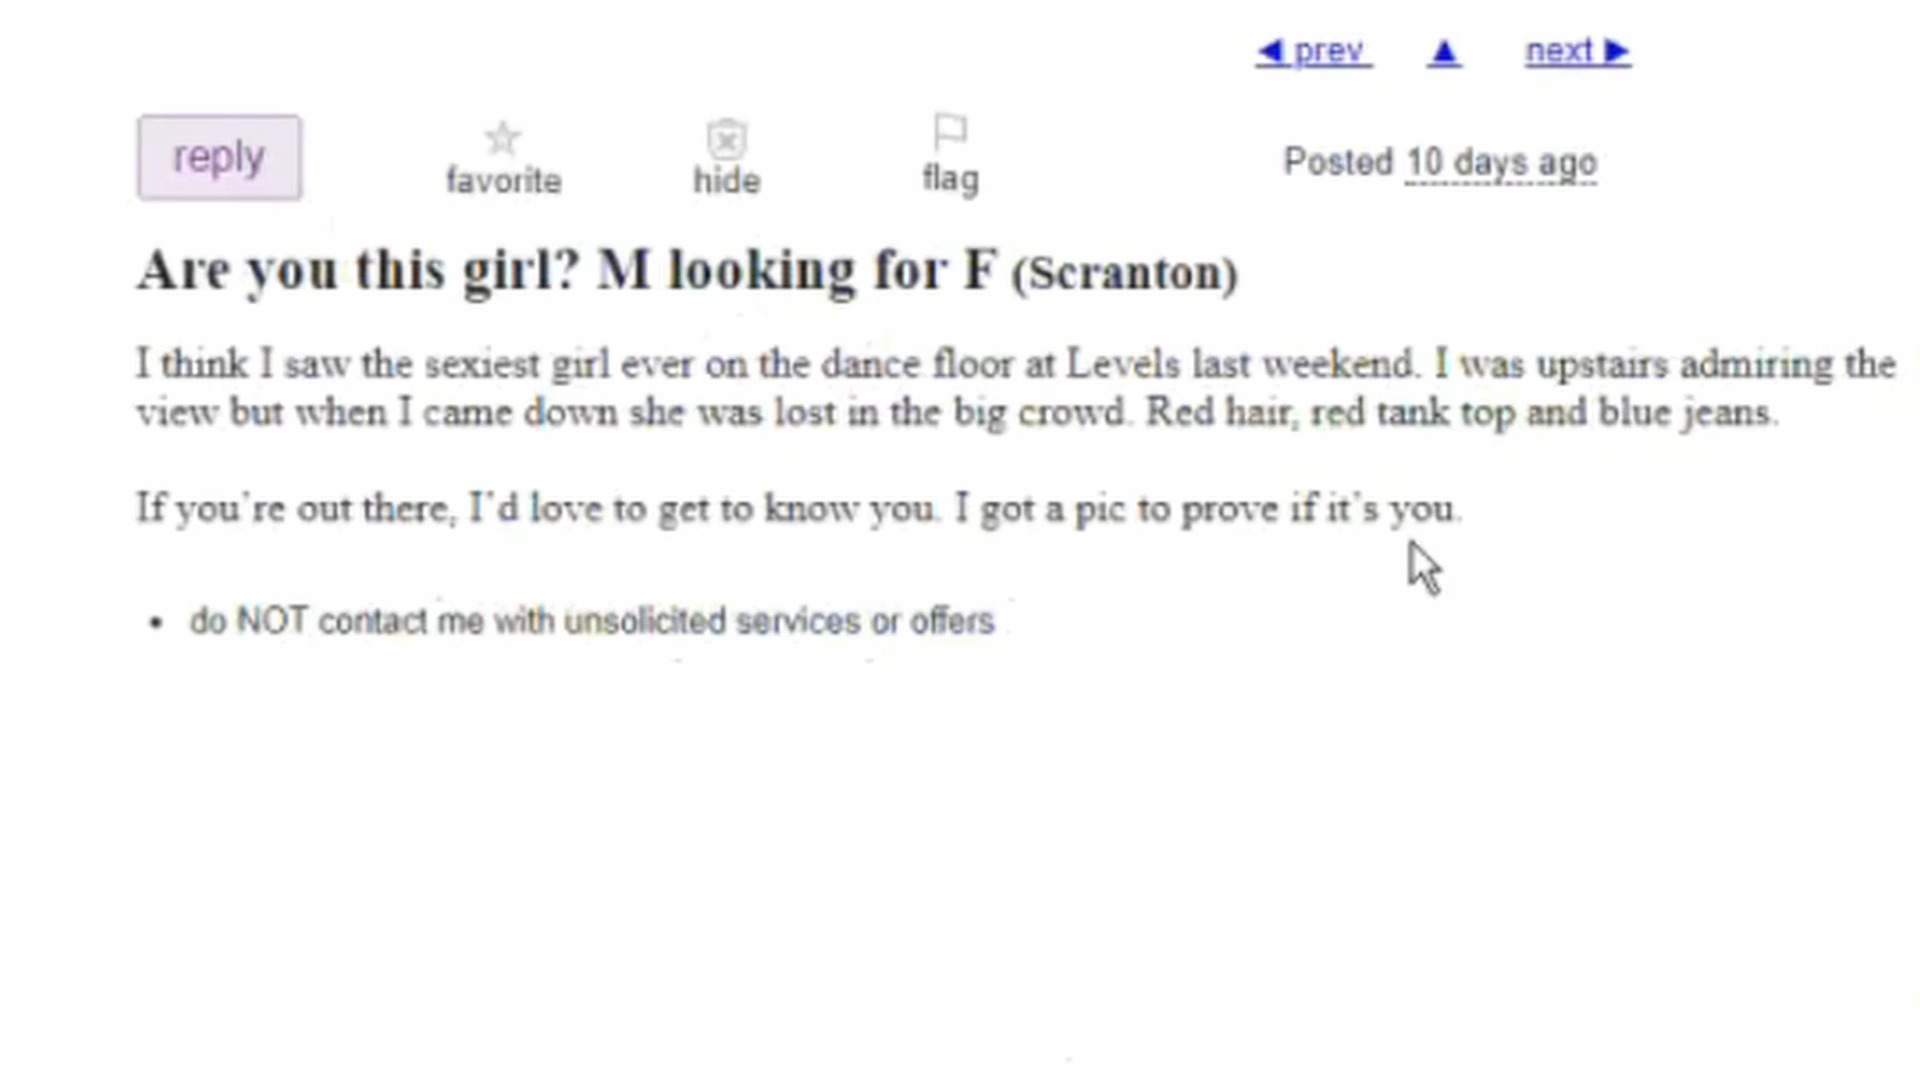 ◀ prev ▲ next ▶
reply favorite hide flag Posted 10 days ago
Are you this girl? M looking for F (Scranton)
I think I saw the sexiest girl ever on the dance floor at Levels last weekend. I was upstairs admiring the
view but when I came down she was lost in the big crowd. Red hair, red tank top and blue jeans.
If you're out there, I'd love to get to know you. I got a pic to prove if it's you.
• do NOT contact me with unsolicited services or offers